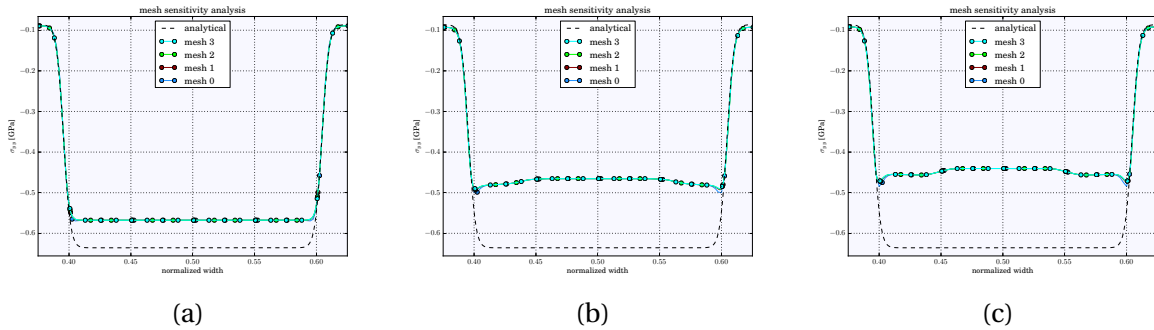 mesh sensitivity analysis
analytical
mesh 3
mesh 2
mesh 1
mesh 0
−0.1
−0.2
−0.3
−0.4
−0.5
−0.6
[GPa]
0.40
0.45
0.50
0.55
0.60
normalized width
(a)
mesh sensitivity analysis
analytical
mesh 3
mesh 2
mesh 1
mesh 0
−0.1
−0.2
−0.3
−0.4
−0.5
−0.6
[GPa]
0.40
0.45
0.50
0.55
0.60
normalized width
(b)
mesh sensitivity analysis
analytical
mesh 3
mesh 2
mesh 1
mesh 0
−0.1
−0.2
−0.3
−0.4
−0.5
−0.6
[GPa]
0.40
0.45
0.50
0.55
0.60
normalized width
(c)